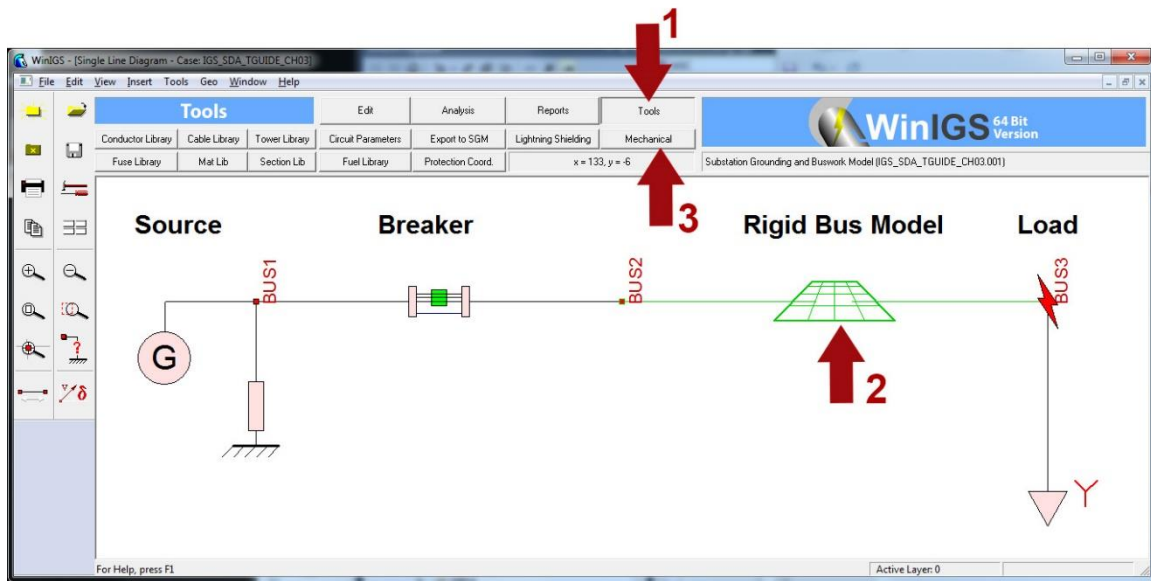 1
WinIGS - [Single Line Diagram - Case: IGS_SDA_TGUIDE_CH03]
File Edit View Insert Tools Geo Window Help
Tools
Edit Analysis Reports Tools
WinIGS 64 Bit Version
Conductor Library Cable Library Tower Library Circuit Parameters Export to SGM Lightning Shielding Mechanical
Fuse Library Mat Lib Section Lib Fuel Library Protection Coord. x = 133, y = -6 Substation Grounding and Buswork Model (IGS_SDA_TGUIDE_CH03.001)
3
Source Breaker Rigid Bus Model Load
BUS1 BUS2 BUS3
?
G
2
δ
Y
For Help, press F1 Active Layer: 0